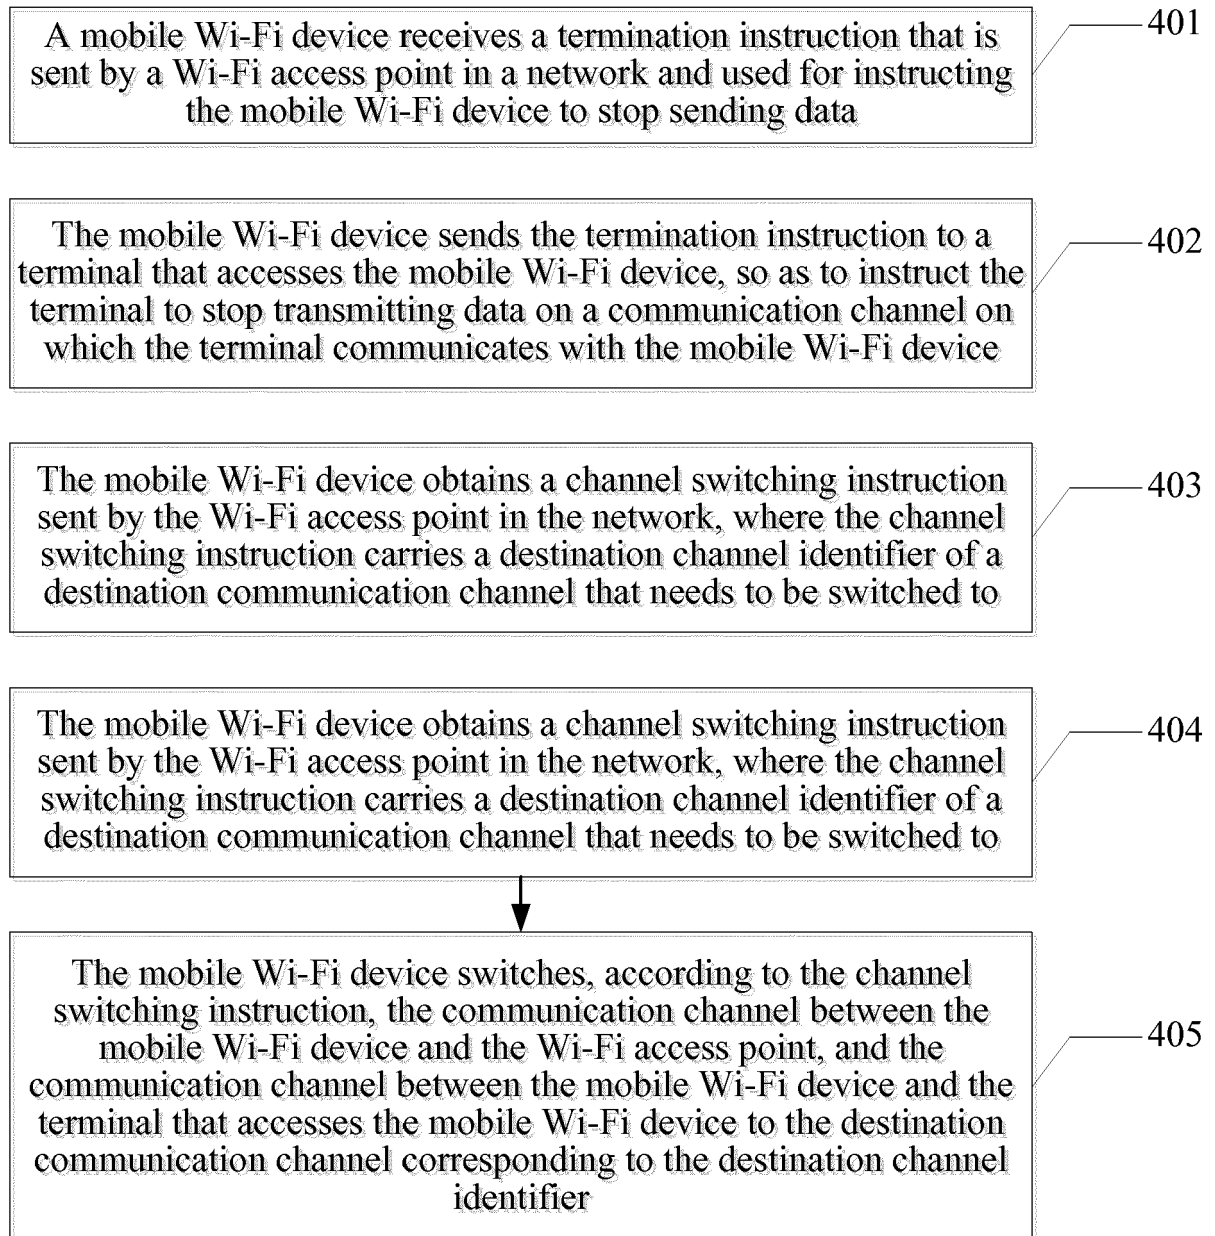 A mobile Wi-Fi device receives a termination instruction that is
sent by a Wi-Fi access point in a network and used for instructing
the mobile Wi-Fi device to stop sending data
401
The mobile Wi-Fi device sends the termination instruction to a
terminal that accesses the mobile Wi-Fi device, so as to instruct the
terminal to stop transmitting data on a communication channel on
which the terminal communicates with the mobile Wi-Fi device
402
The mobile Wi-Fi device obtains a channel switching instruction
sent by the Wi-Fi access point in the network, where the channel
switching instruction carries a destination channel identifier of a
destination communication channel that needs to be switched to
403
The mobile Wi-Fi device obtains a channel switching instruction
sent by the Wi-Fi access point in the network, where the channel
switching instruction carries a destination channel identifier of a
destination communication channel that needs to be switched to
404
The mobile Wi-Fi device switches, according to the channel
switching instruction, the communication channel between the
mobile Wi-Fi device and the Wi-Fi access point, and the
communication channel between the mobile Wi-Fi device and the
terminal that accesses the mobile Wi-Fi device to the destination
communication channel corresponding to the destination channel
identifier
405